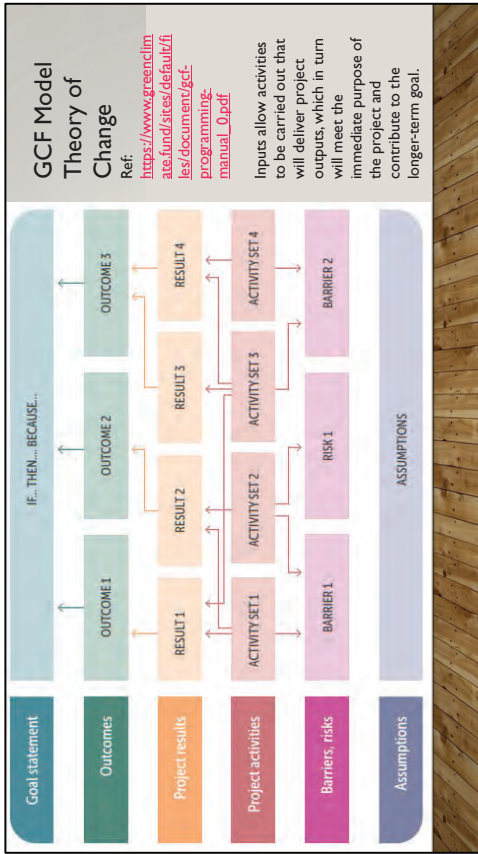 GCF Model
Theory of
Change
Ref:
https://www.greenclim
ate.fund/sites/default/fi
les/document/gcf-
programming-
manual_0.pdf
Inputs allow activities
to be carried out that
will deliver project
outputs, which in turn
will meet the
immediate purpose of
the project and
contribute to the
longer-term goal.
Goal statement
IF... THEN.... BECAUSE...
Outcomes
OUTCOME 1
OUTCOME 2
OUTCOME 3
Project results
RESULT 1
RESULT 2
RESULT 3
RESULT 4
Project activities
ACTIVITY SET 1
ACTIVITY SET 2
ACTIVITY SET 3
ACTIVITY SET 4
Barriers, risks
BARRIER 1
RISK 1
BARRIER 2
Assumptions
ASSUMPTIONS